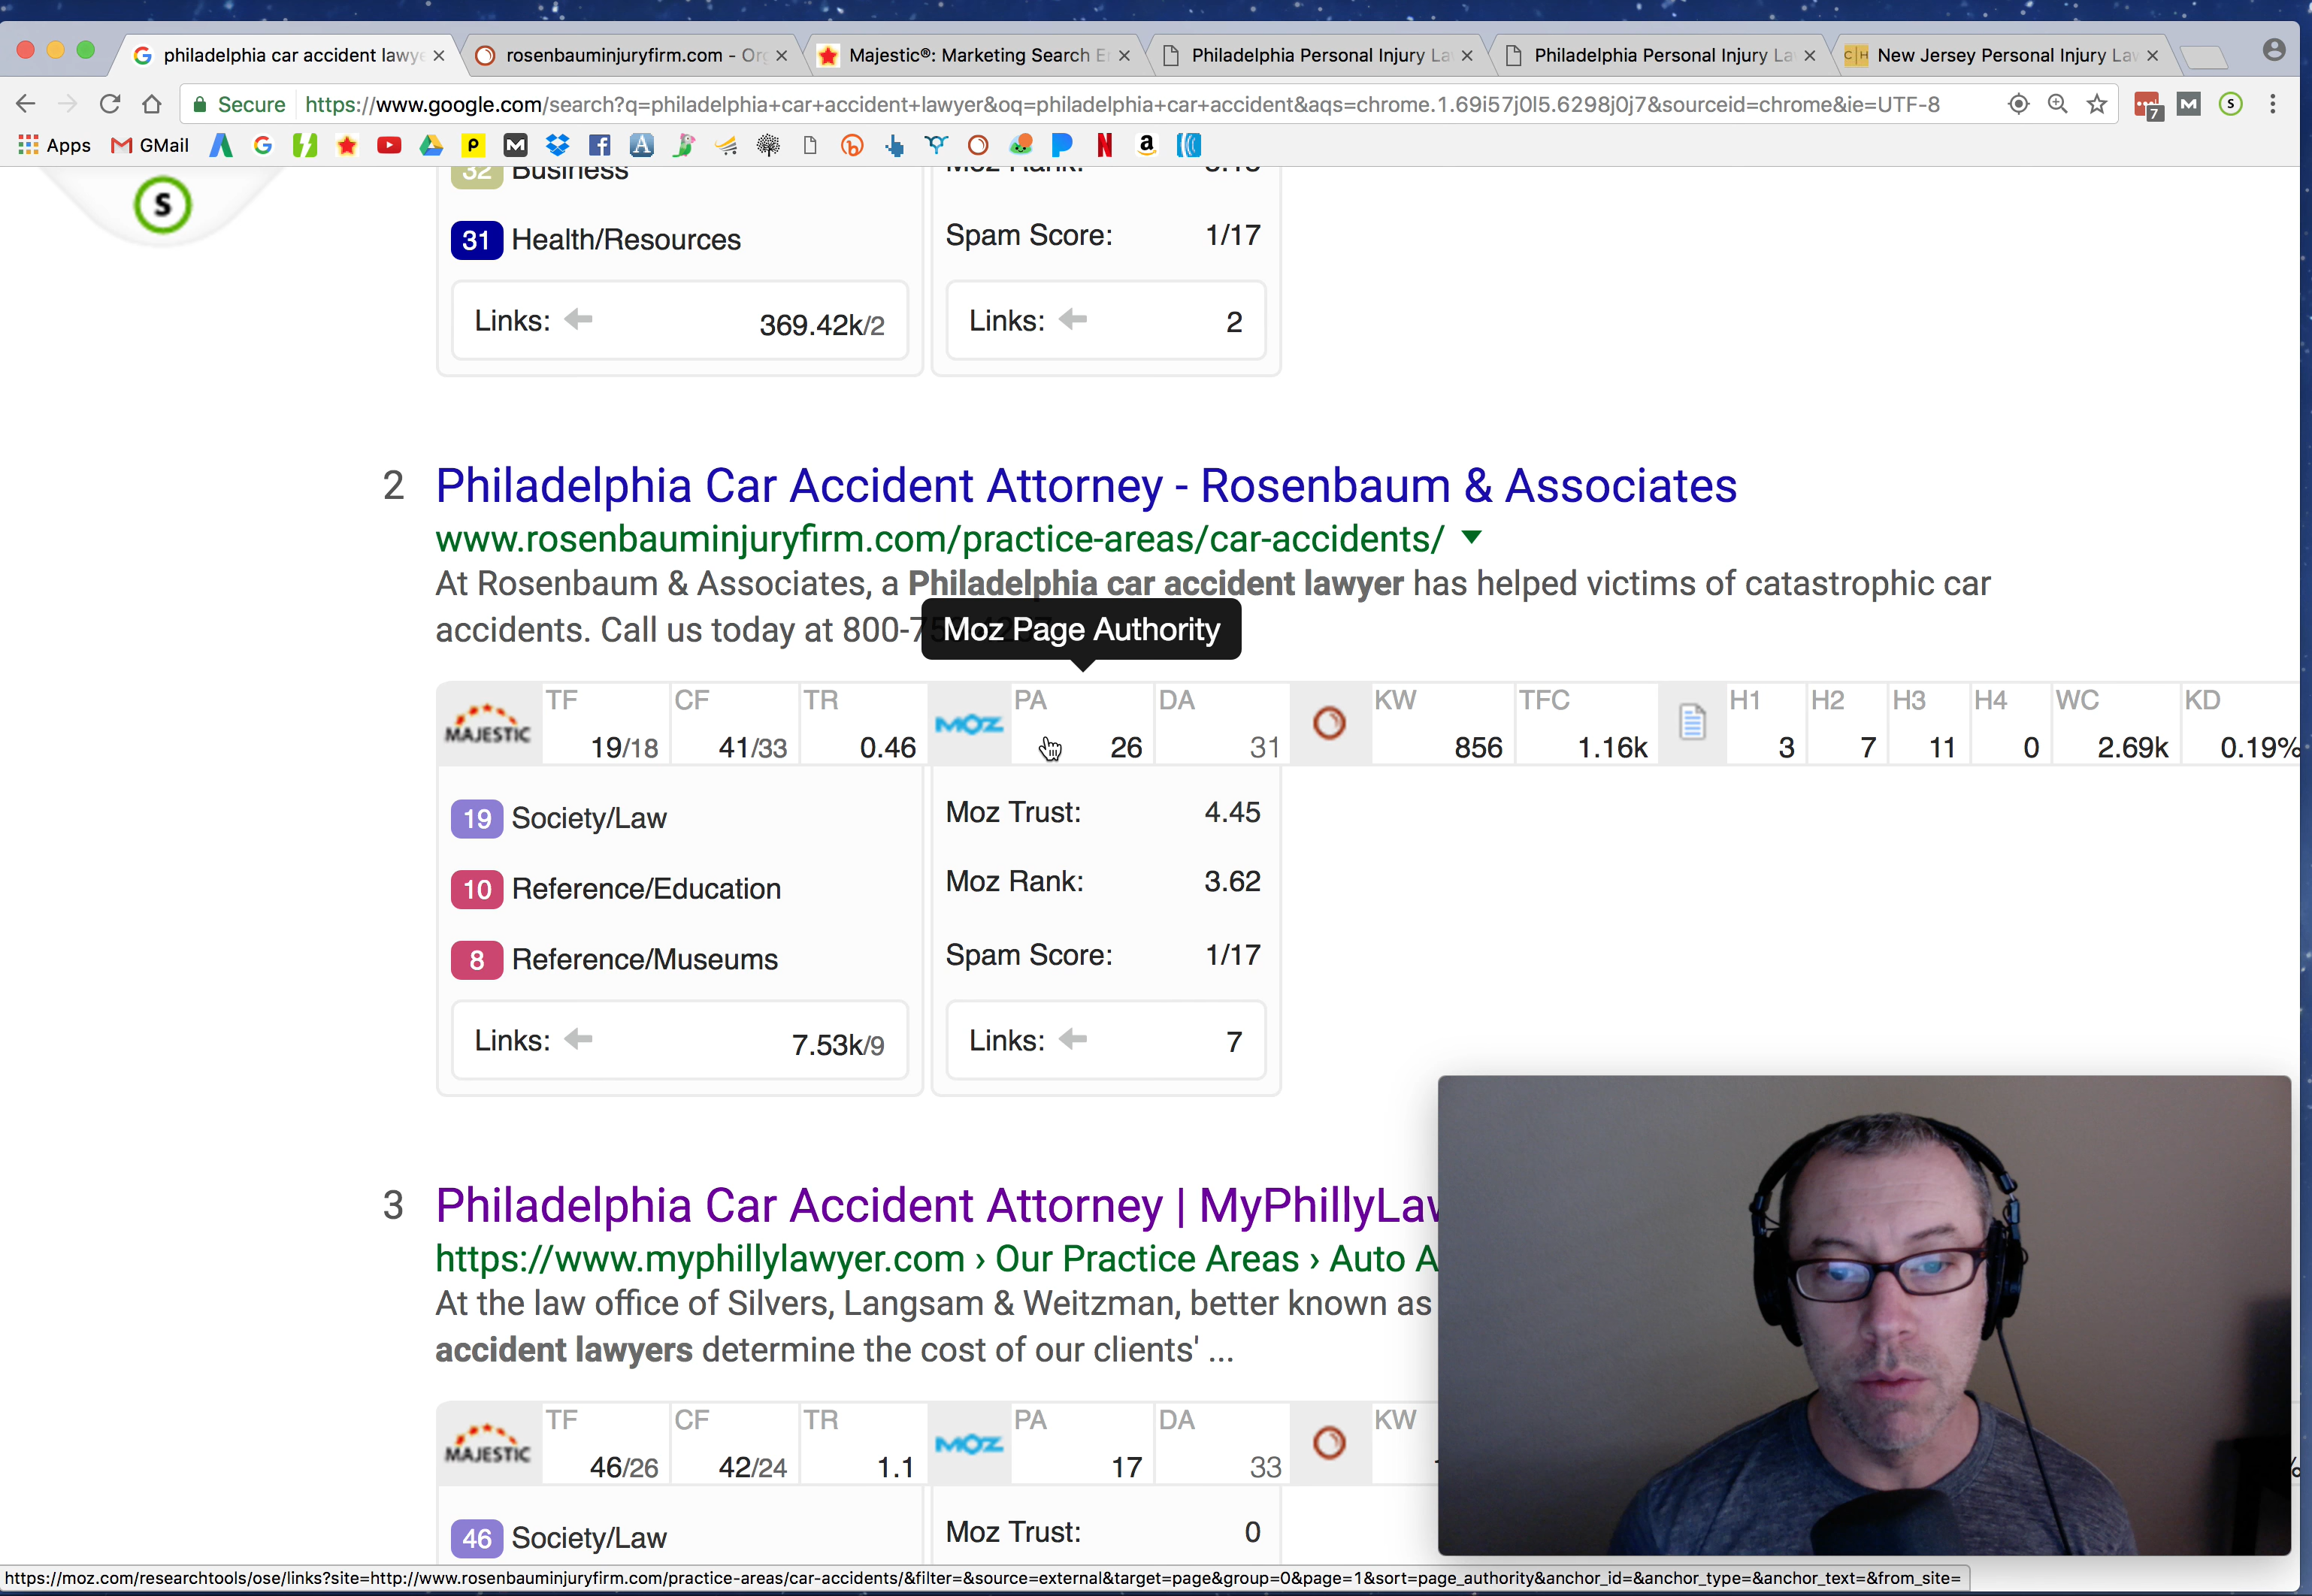 philadelphia car accident lawye
rosenbauminjuryfirm.com - Or
Majestic®: Marketing Search E
Philadelphia Personal Injury La
Philadelphia Personal Injury La
C|H New Jersey Personal Injury Law
Secure https://www.google.com/search?q=philadelphia+car+accident+lawyer&oq=philadelphia+car+accident&aqs=chrome.1.69i57j0l5.6298j0j7&sourceid=chrome&ie=UTF-8
7 M S
Apps GMail
S
32 Business
31 Health/Resources
Links: 369.42k/2
Spam Score: 1/17
Links: 2
2 Philadelphia Car Accident Attorney - Rosenbaum & Associates
www.rosenbauminjuryfirm.com/practice-areas/car-accidents/
At Rosenbaum & Associates, a Philadelphia car accident lawyer has helped victims of catastrophic car
accidents. Call us today at 800-7
Moz Page Authority
MAJESTIC TF 19/18 CF 41/33 TR 0.46 MOZ PA 26 DA 31 KW 856 TFC 1.16k H1 3 H2 7 H3 11 H4 0 WC 2.69k KD 0.19%
19 Society/Law
10 Reference/Education
8 Reference/Museums
Links: 7.53k/9
Moz Trust: 4.45
Moz Rank: 3.62
Spam Score: 1/17
Links: 7
3 Philadelphia Car Accident Attorney | MyPhillyLaw
https://www.myphillylawyer.com › Our Practice Areas › Auto A
At the law office of Silvers, Langsam & Weitzman, better known as
accident lawyers determine the cost of our clients' ...
MAJESTIC TF 46/26 CF 42/24 TR 1.1 MOZ PA 17 DA 33 KW
46 Society/Law
Moz Trust: 0
https://moz.com/researchtools/ose/links?site=http://www.rosenbauminjuryfirm.com/practice-areas/car-accidents/&filter=&source=external&target=page&group=0&page=1&sort=page_authority&anchor_id=&anchor_type=&anchor_text=&from_site=